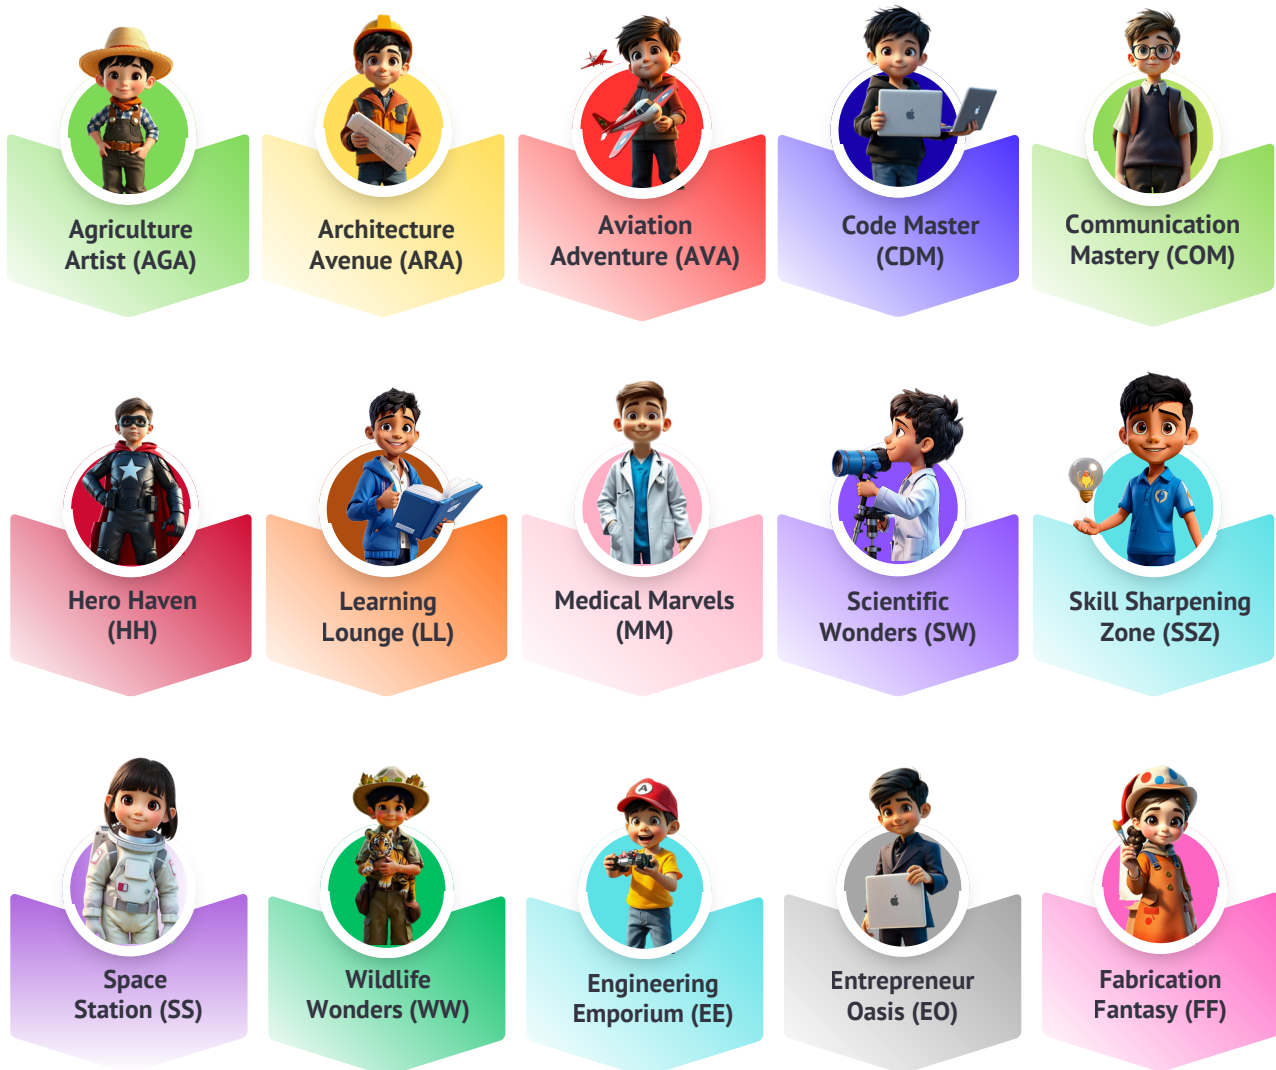 Agriculture
Artist (AGA)
Architecture
Avenue (ARA)
Aviation
Adventure (AVA)
Code Master
(CDM)
Communication
Mastery (COM)
Hero Haven
(HH)
Learning
Lounge (LL)
Medical Marvels
(MM)
Scientific
Wonders (SW)
Skill Sharpening
Zone (SSZ)
Space
Station (SS)
Wildlife
Wonders (WW)
A
Engineering
Emporium (EE)
Entrepreneur
Oasis (EO)
Fabrication
Fantasy (FF)